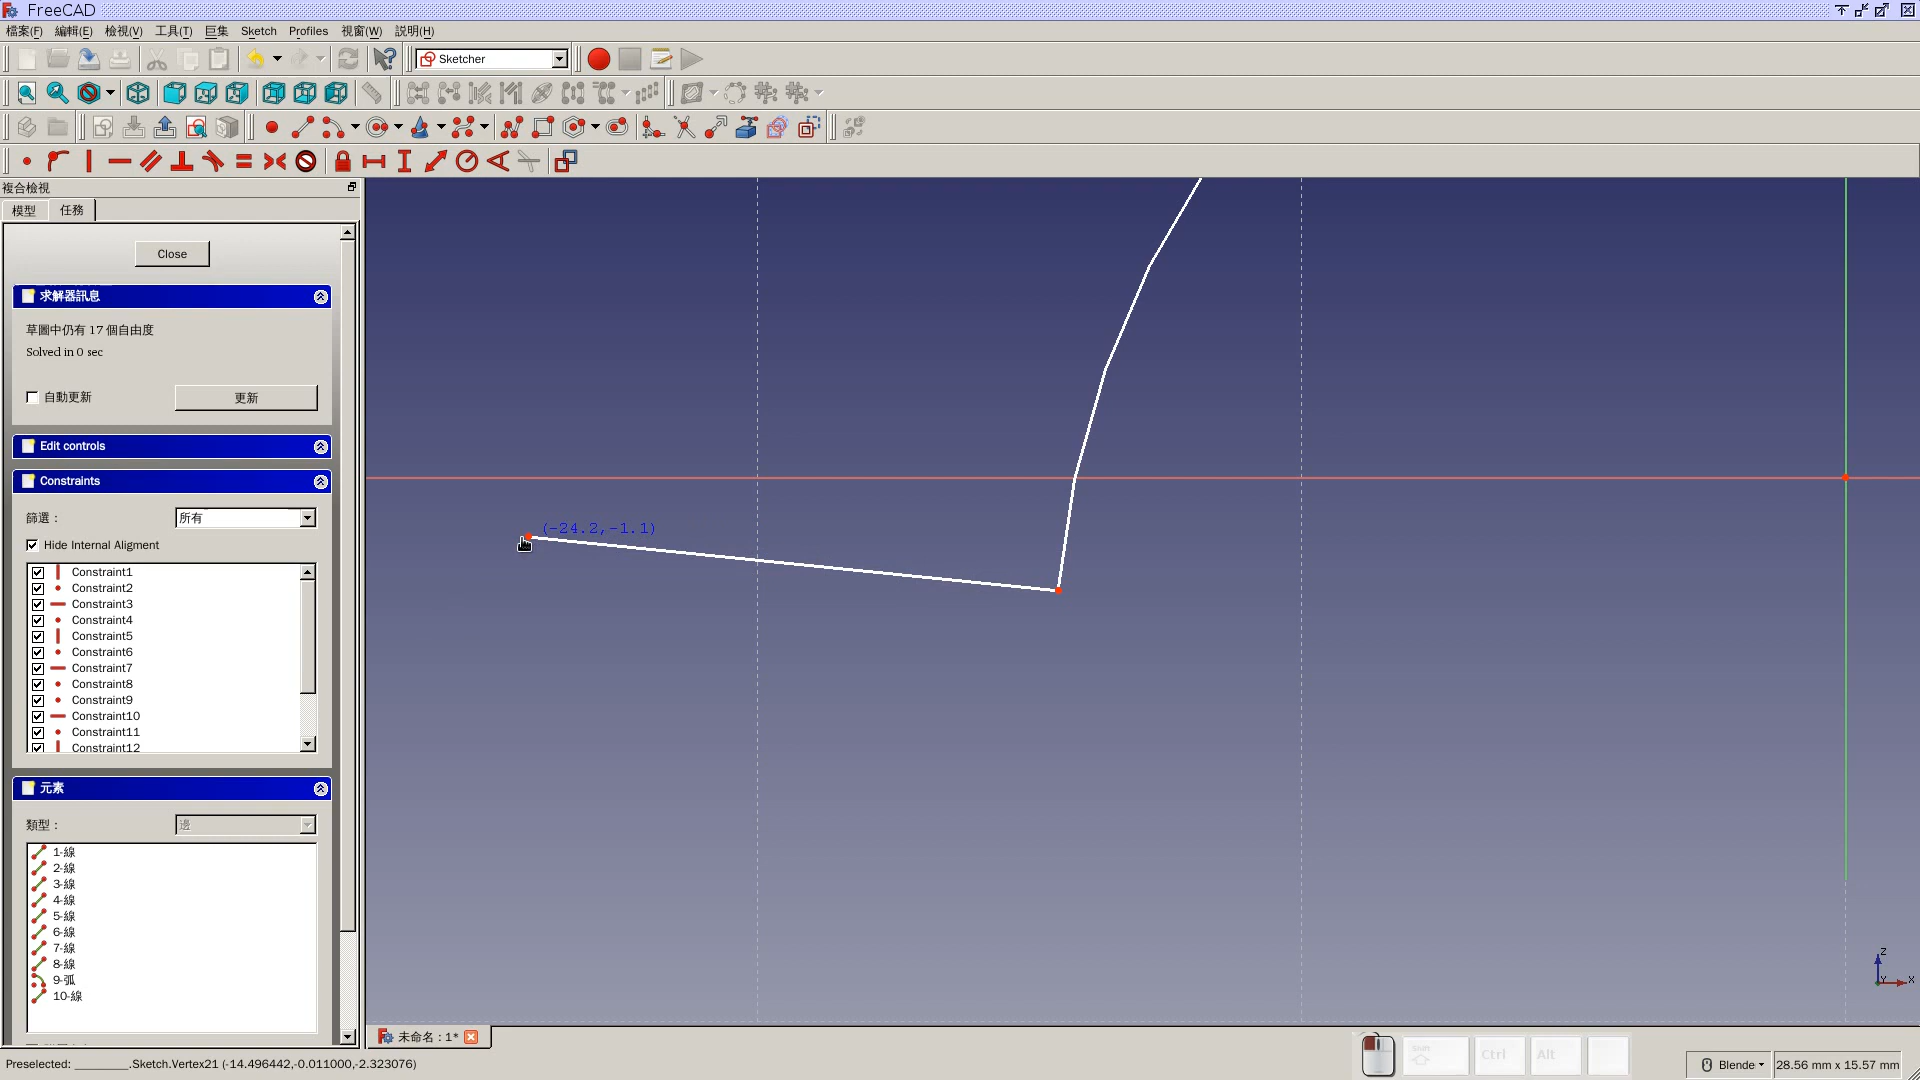 FreeCAD
檔案(F) 編輯(E) 檢視(V) 工具(T) 巨集 Sketch Profiles 視窗(W) 説明(H)
Sketcher
複合檢視
模型 任務
Close
求解器訊息
草圖中仍有 17 個自由度
Solved in 0 sec
自動更新 更新
Edit controls
Constraints
篩選： 所有
Hide Internal Aligment
Constraint1
Constraint2
Constraint3
Constraint4
Constraint5
Constraint6
Constraint7
Constraint8
Constraint9
Constraint10
Constraint11
Constraint12
元素
類型： 邊
1-線
2-線
3-線
4-線
5-線
6-線
7-線
8-線
9-弧
10-線
(-24.2,-1.1)
Z
Y
X
未命名 : 1*
Shift Ctrl Alt
Preselected: ________.Sketch.Vertex21 (-14.496442,-0.011000,-2.323076)
Blende 28.56 mm x 15.57 mm